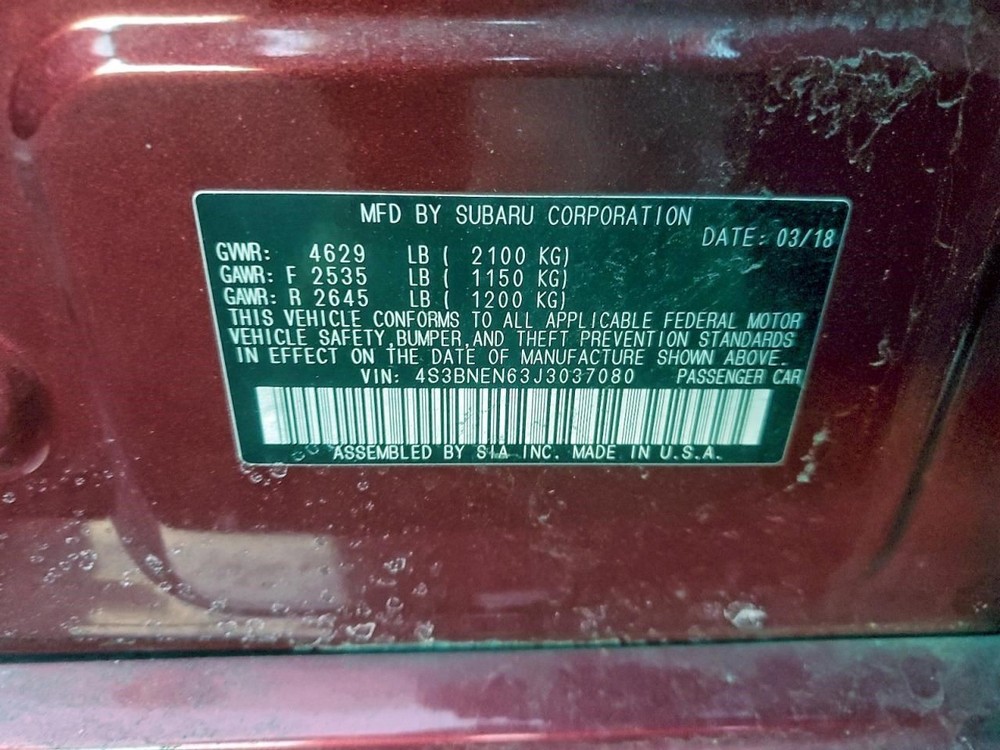 MFD BY SUBARU CORPORATION
DATE: 03/18
GVWR: 4629 LB ( 2100 KG)
GAWR: F 2535 LB ( 1150 KG)
GAWR: R 2645 LB ( 1200 KG)
THIS VEHICLE CONFORMS TO ALL APPLICABLE FEDERAL MOTOR
VEHICLE SAFETY,BUMPER,AND THEFT PREVENTION STANDARDS
IN EFFECT ON THE DATE OF MANUFACTURE SHOWN ABOVE.
VIN: 4S3BNEN63J3037080 PASSENGER CAR
ASSEMBLED BY SIA INC. MADE IN U.S.A.